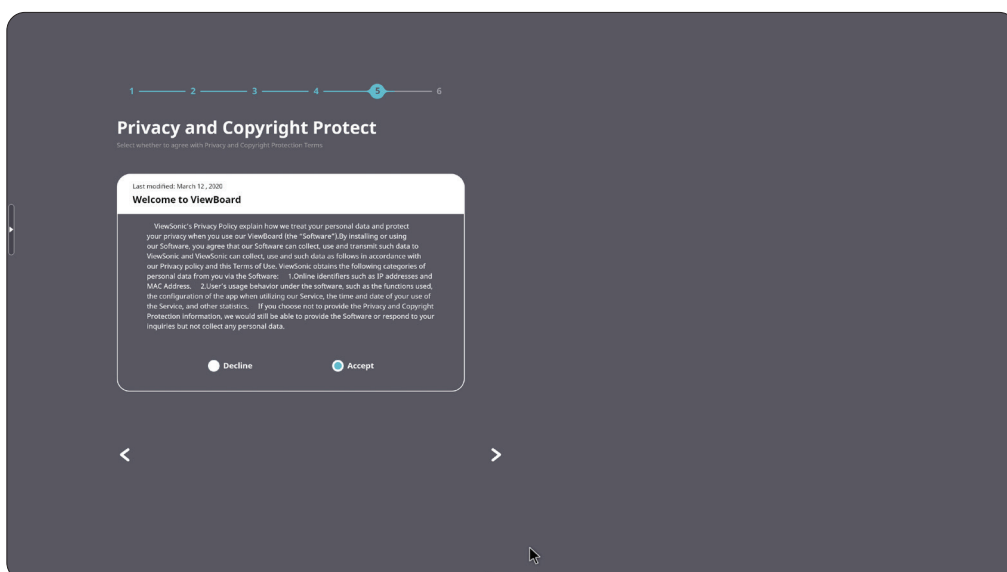 1 2 3 4 5 6
Privacy and Copyright Protect
Select whether to agree with Privacy and Copyright Protection Terms
Last modified: March 12 , 2020
Welcome to ViewBoard
ViewSonic's Privacy Policy explain how we treat your personal data and protect
your privacy when you use our ViewBoard (the "Software").By installing or using
our Software, you agree that our Software can collect, use and transmit such data to
ViewSonic and ViewSonic can collect, use and such data as follows in accordance with
our Privacy policy and this Terms of Use. ViewSonic obtains the following categories of
personal data from you via the Software: 1.Online identifiers such as IP addresses and
MAC Address. 2.User's usage behavior under the software, such as the functions used,
the configuration of the app when utilizing our Service, the time and date of your use of
the Service, and other statistics. If you choose not to provide the Privacy and Copyright
Protection information, we would still be able to provide the Software or respond to your
inquiries but not collect any personal data.
Decline Accept